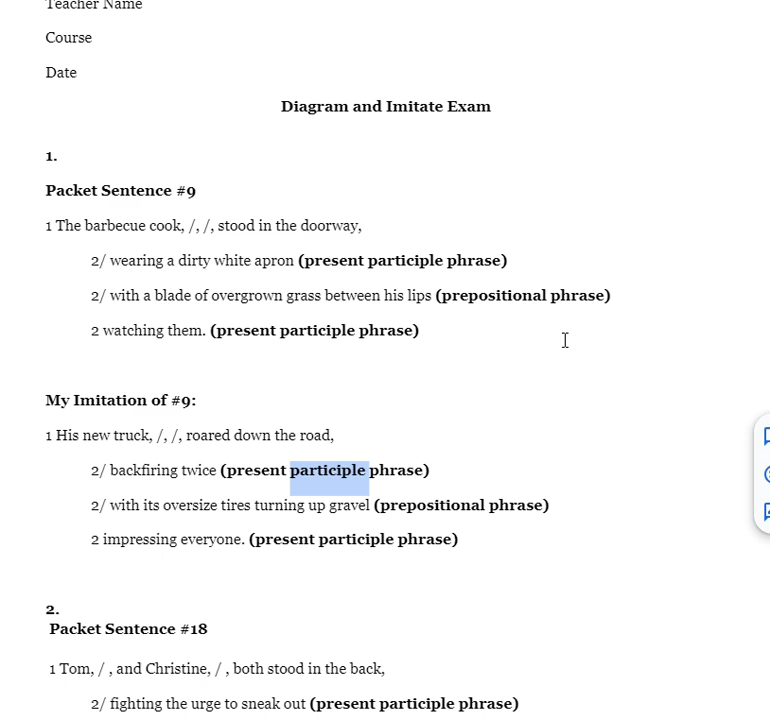 Teacher Name
Course
Date
Diagram and Imitate Exam
1.
Packet Sentence #9
1 The barbecue cook, /, /, stood in the doorway,
2/ wearing a dirty white apron (present participle phrase)
2/ with a blade of overgrown grass between his lips (prepositional phrase)
2 watching them. (present participle phrase)
My Imitation of #9:
1 His new truck, /, /, roared down the road,
2/ backfiring twice (present participle phrase)
2/ with its oversize tires turning up gravel (prepositional phrase)
2 impressing everyone. (present participle phrase)
2.
Packet Sentence #18
1 Tom, / , and Christine, / , both stood in the back,
2/ fighting the urge to sneak out (present participle phrase)